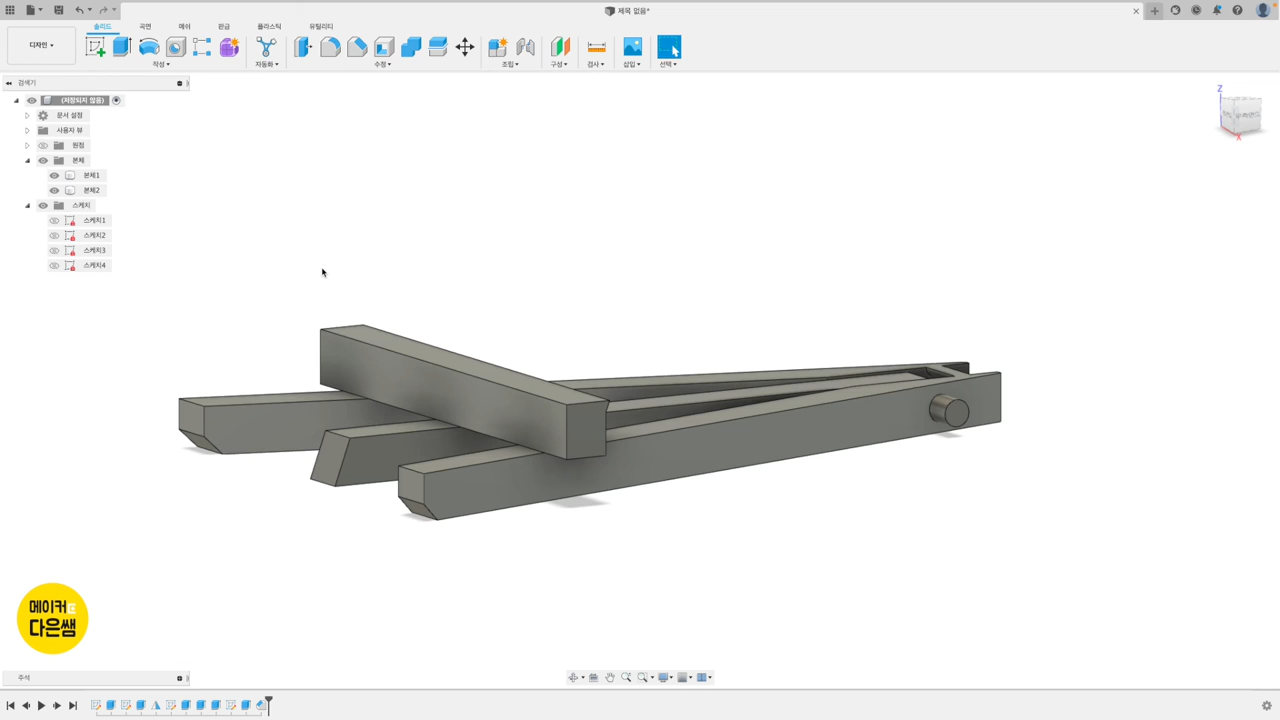 제목 없음*
디자인
솔리드
곡면
메쉬
판금
플라스틱
유틸리티
작성
자동화
수정
조립
구성
검사
삽입
선택
검색기
(저장되지 않음)
문서 설정
사용자 뷰
원점
본체
본체1
본체2
스케치
스케치1
스케치2
스케치3
스케치4
Z
X
메이커
다은쌤
주석